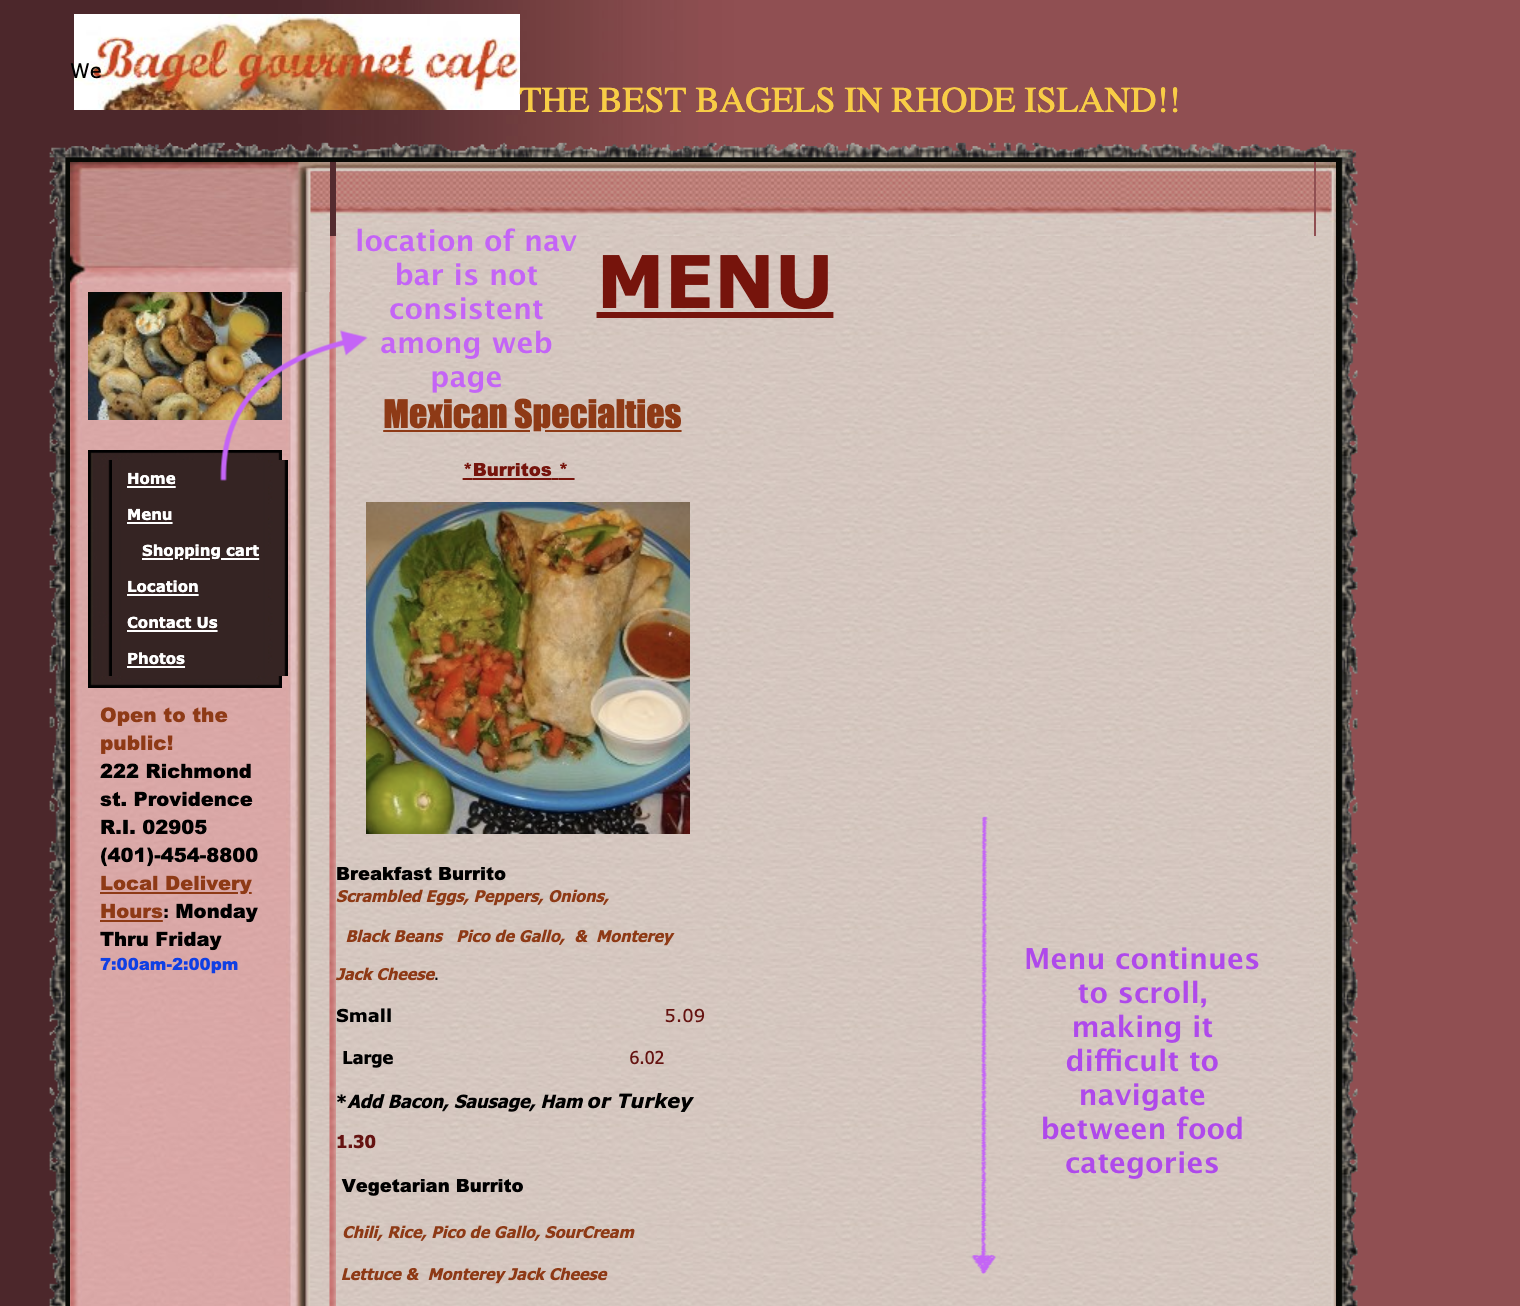 We
Bagel gourmet cafe
THE BEST BAGELS IN RHODE ISLAND!!
location of nav
bar is not
consistent
among web
page
MENU
Home
Menu
Shopping cart
Location
Contact Us
Photos
Open to the
public!
222 Richmond
st. Providence
R.I. 02905
(401)-454-8800
Local Delivery
Hours: Monday
Thru Friday
7:00am-2:00pm
Mexican Specialties
*Burritos *
Breakfast Burrito
Scrambled Eggs, Peppers, Onions,
Black Beans Pico de Gallo, & Monterey
Jack Cheese.
Small 5.09
Large 6.02
*Add Bacon, Sausage, Ham or Turkey
1.30
Vegetarian Burrito
Chili, Rice, Pico de Gallo, SourCream
Lettuce & Monterey Jack Cheese
Menu continues
to scroll,
making it
difficult to
navigate
between food
categories